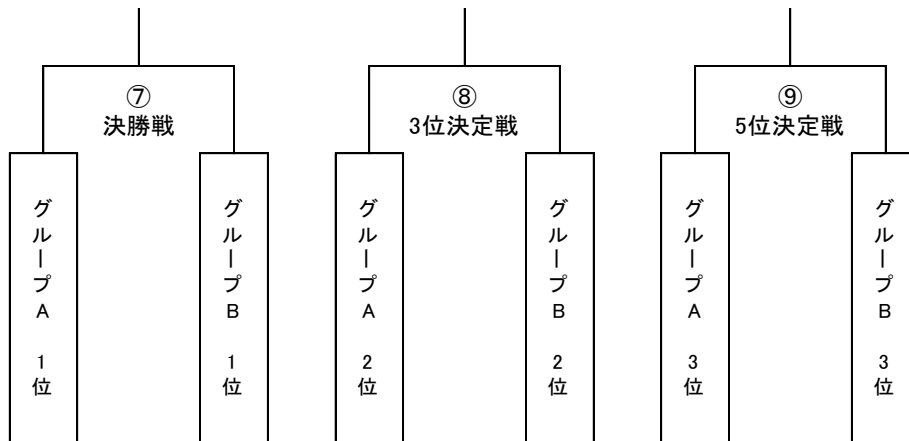 ⑦
決勝戦
グループA 1位
グループB 1位
⑧
3位決定戦
グループA 2位
グループB 2位
⑨
5位決定戦
グループA 3位
グループB 3位